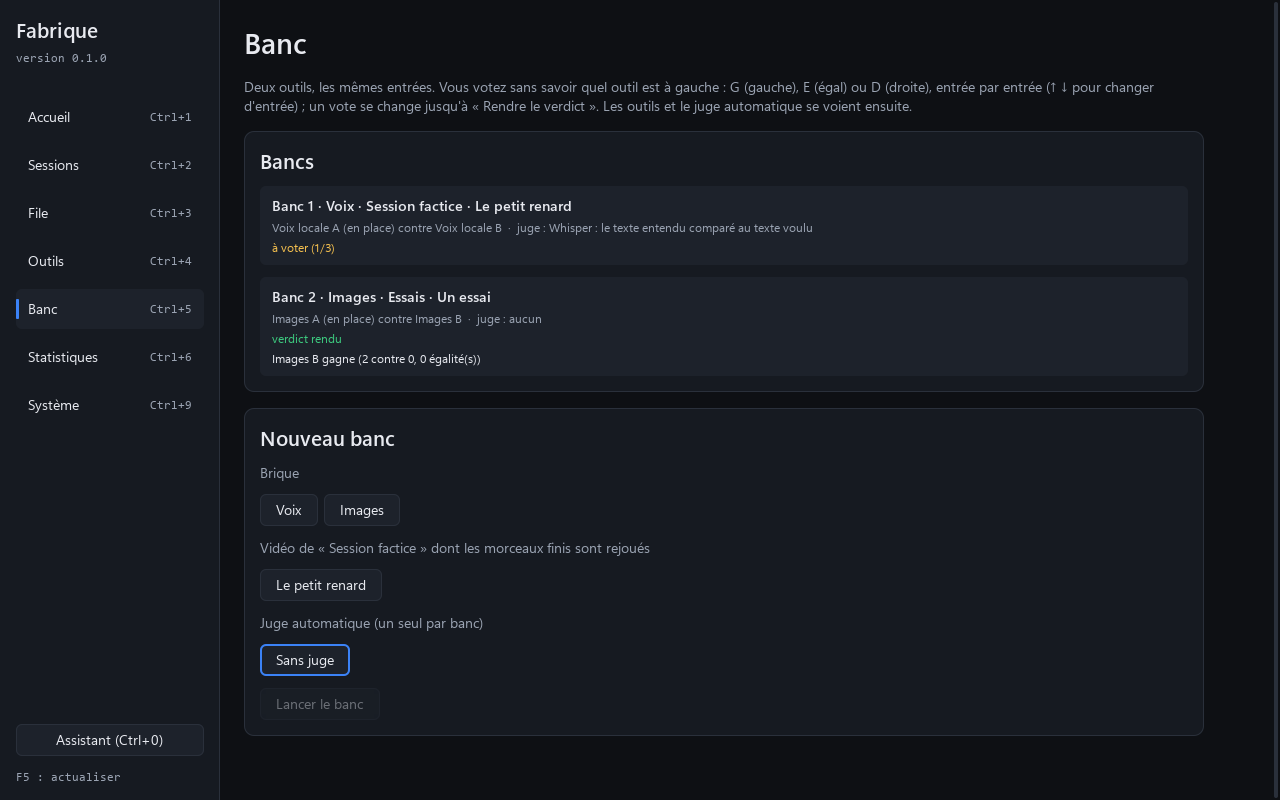 Fabrique
version 0.1.0
Accueil Ctrl+1
Sessions Ctrl+2
File Ctrl+3
Outils Ctrl+4
Banc Ctrl+5
Statistiques Ctrl+6
Système Ctrl+9
Assistant (Ctrl+0)
F5 : actualiser
Banc
Deux outils, les mêmes entrées. Vous votez sans savoir quel outil est à gauche : G (gauche), E (égal) ou D (droite), entrée par entrée (↑ ↓ pour changer
d'entrée) ; un vote se change jusqu'à « Rendre le verdict ». Les outils et le juge automatique se voient ensuite.
Bancs
Banc 1 · Voix · Session factice · Le petit renard
Voix locale A (en place) contre Voix locale B · juge : Whisper : le texte entendu comparé au texte voulu
à voter (1/3)
Banc 2 · Images · Essais · Un essai
Images A (en place) contre Images B · juge : aucun
verdict rendu
Images B gagne (2 contre 0, 0 égalité(s))
Nouveau banc
Brique
Voix Images
Vidéo de « Session factice » dont les morceaux finis sont rejoués
Le petit renard
Juge automatique (un seul par banc)
Sans juge
Lancer le banc